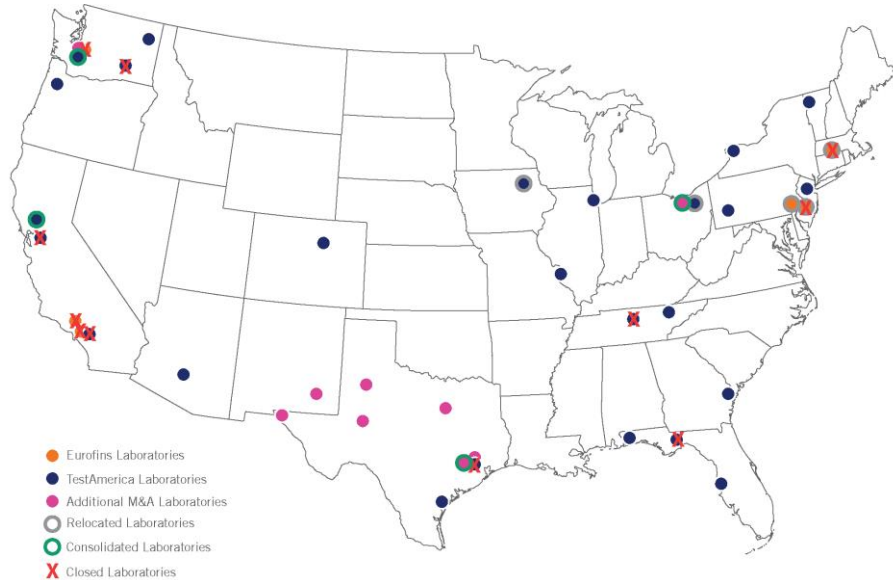 Eurofins Laboratories
TestAmerica Laboratories
Additional M&A Laboratories
Relocated Laboratories
Consolidated Laboratories
X Closed Laboratories